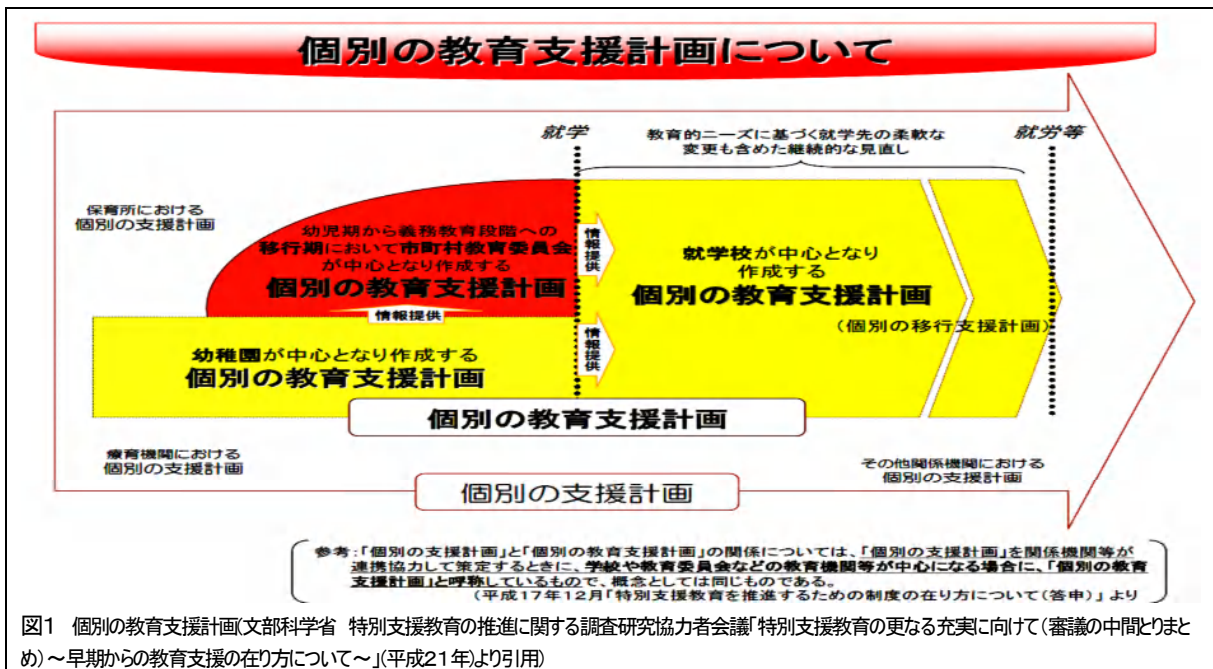 個別の教育支援計画について
就学
教育的ニーズに基づく就学先の柔軟な
変更も含めた継続的な見直し
就労等
保育所における
個別の支援計画
幼児期から義務教育段階への
移行期において市町村教育委員会
が中心となり作成する
個別の教育支援計画
情報提供
情報提供
就学校が中心となり
作成する
個別の教育支援計画
(個別の移行支援計画)
幼稚園が中心となり作成する
個別の教育支援計画
情報提供
個別の教育支援計画
療育機関における
個別の支援計画
その他関係機関における
個別の支援計画
個別の支援計画
参考:「個別の支援計画」と「個別の教育支援計画」の関係については、「個別の支援計画」を関係機関等が
連携協力して策定するときに、学校や教育委員会などの教育機関等が中心になる場合に、「個別の教育
支援計画」と呼称しているもので、概念としては同じものである。
(平成17年12月「特別支援教育を推進するための制度の在り方について(答申)」より
図1 個別の教育支援計画(文部科学省 特別支援教育の推進に関する調査研究協力者会議「特別支援教育の更なる充実に向けて(審議の中間とりまと
め)~早期からの教育支援の在り方について~」(平成21年)より引用)